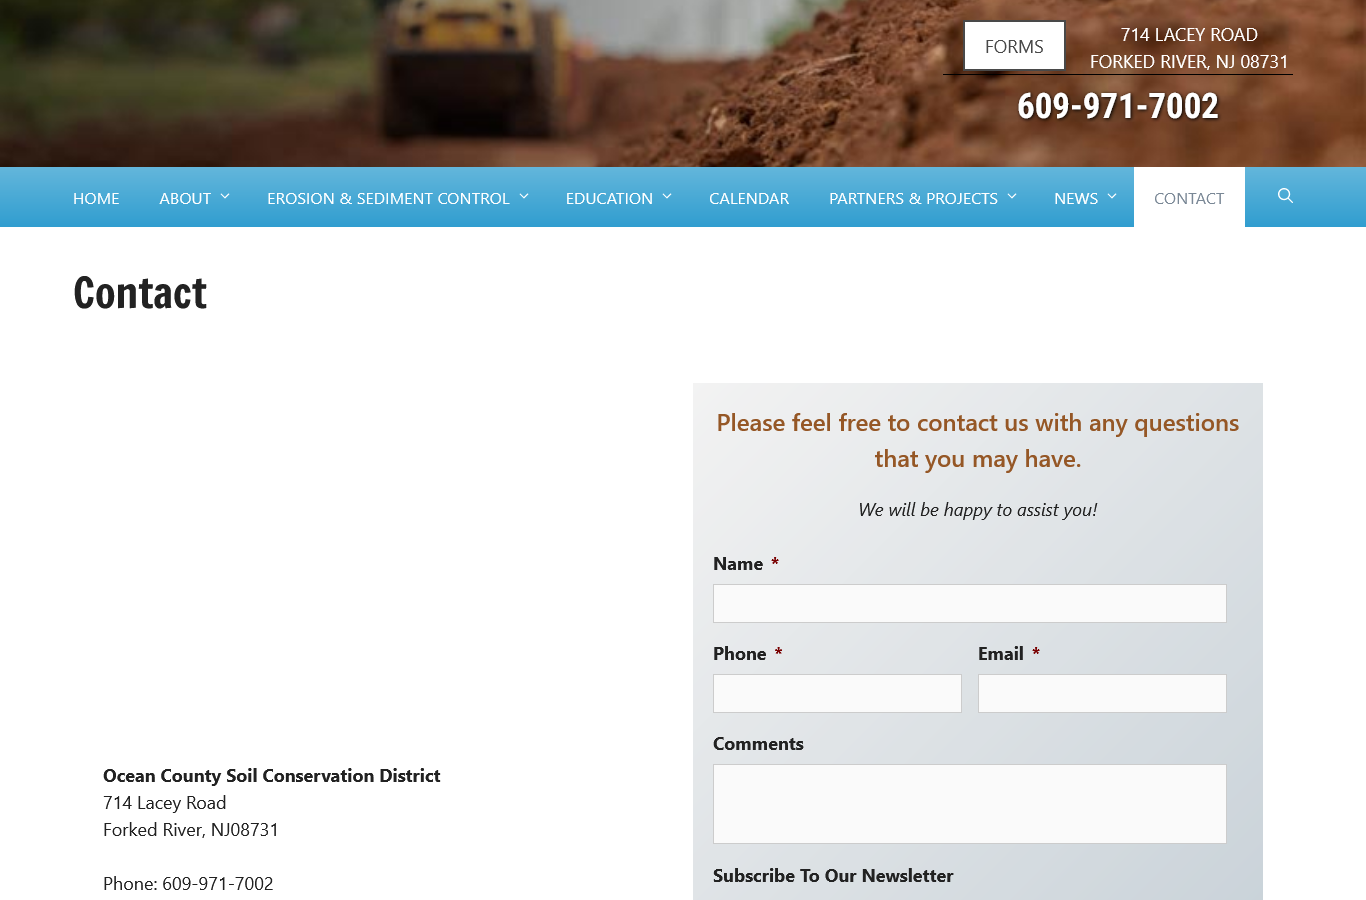 FORMS
714 LACEY ROAD
FORKED RIVER, NJ 08731
609-971-7002
HOME
ABOUT
EROSION & SEDIMENT CONTROL
EDUCATION
CALENDAR
PARTNERS & PROJECTS
NEWS
CONTACT
Contact
Please feel free to contact us with any questions
that you may have.
We will be happy to assist you!
Name *
Phone *
Email *
Comments
Subscribe To Our Newsletter
Ocean County Soil Conservation District
714 Lacey Road
Forked River, NJ08731
Phone: 609-971-7002